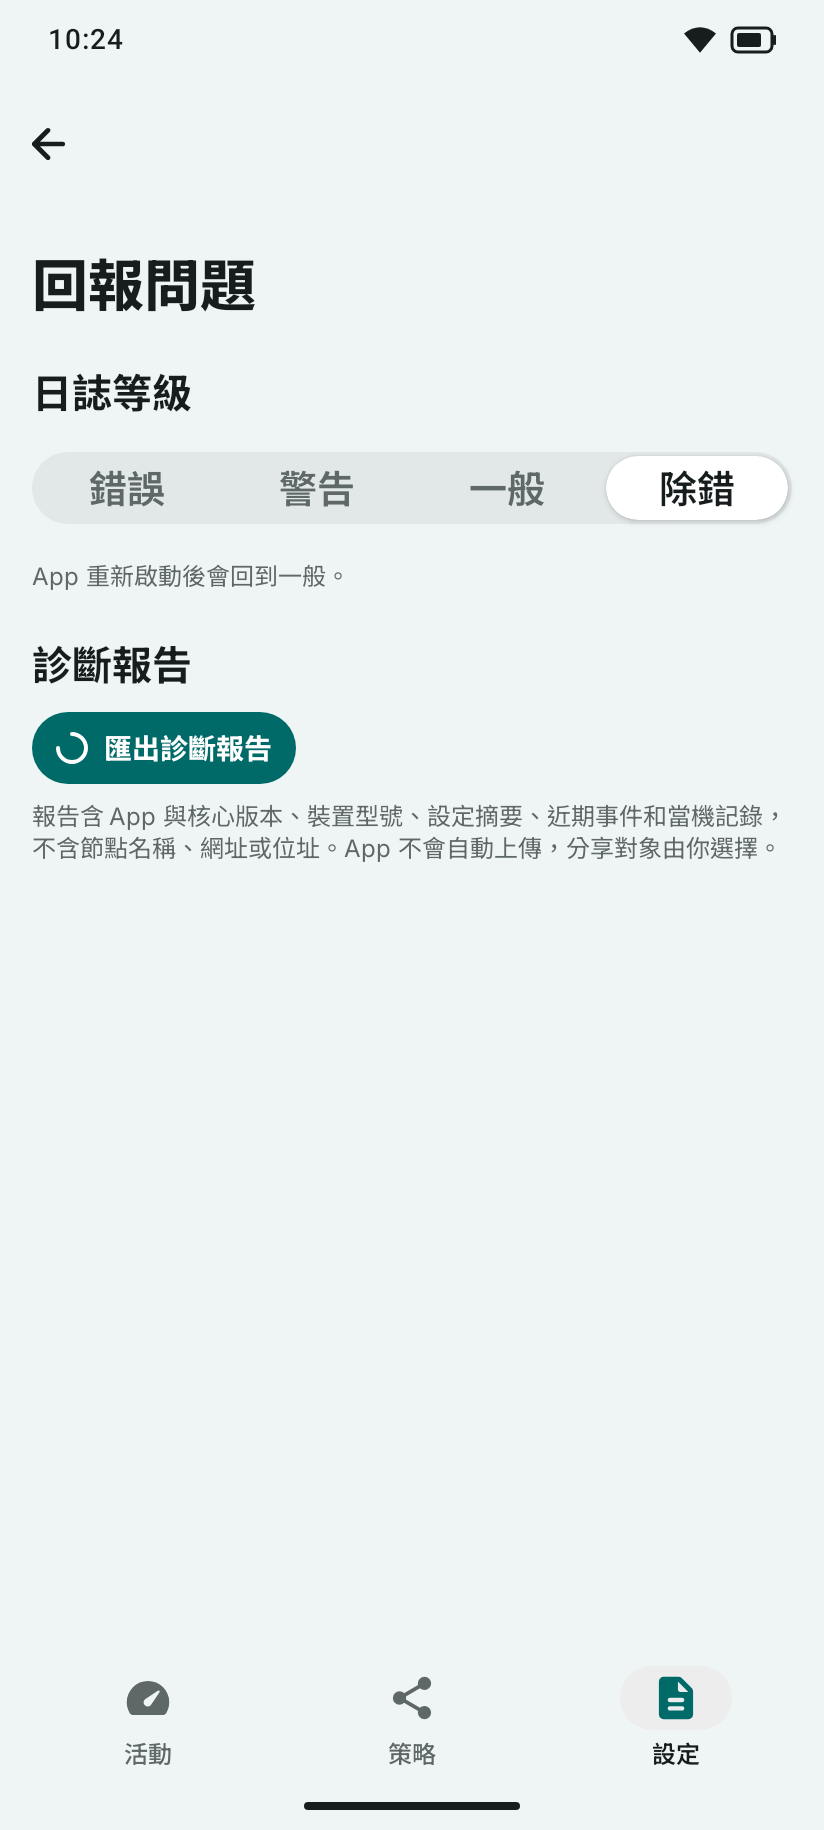 10:24
回報問題
日誌等級
錯誤 警告 一般 除錯
App 重新啟動後會回到一般。
診斷報告
匯出診斷報告
報告含 App 與核心版本、裝置型號、設定摘要、近期事件和當機記錄，
不含節點名稱、網址或位址。App 不會自動上傳，分享對象由你選擇。
活動 策略 設定